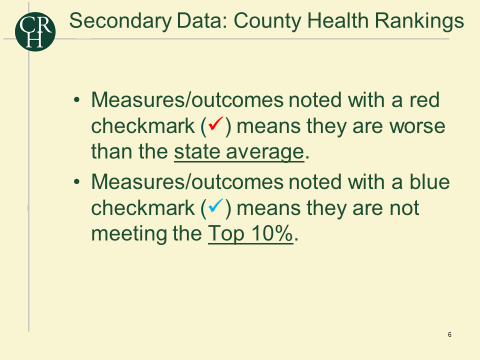 CRH
Secondary Data: County Health Rankings
• Measures/outcomes noted with a red
checkmark (✓) means they are worse
than the state average.
• Measures/outcomes noted with a blue
checkmark (✓) means they are not
meeting the Top 10%.
6